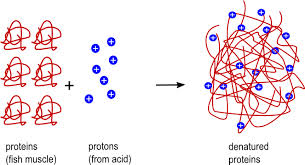 +
proteins
(fish muscle)
protons
(from acid)
denatured
proteins